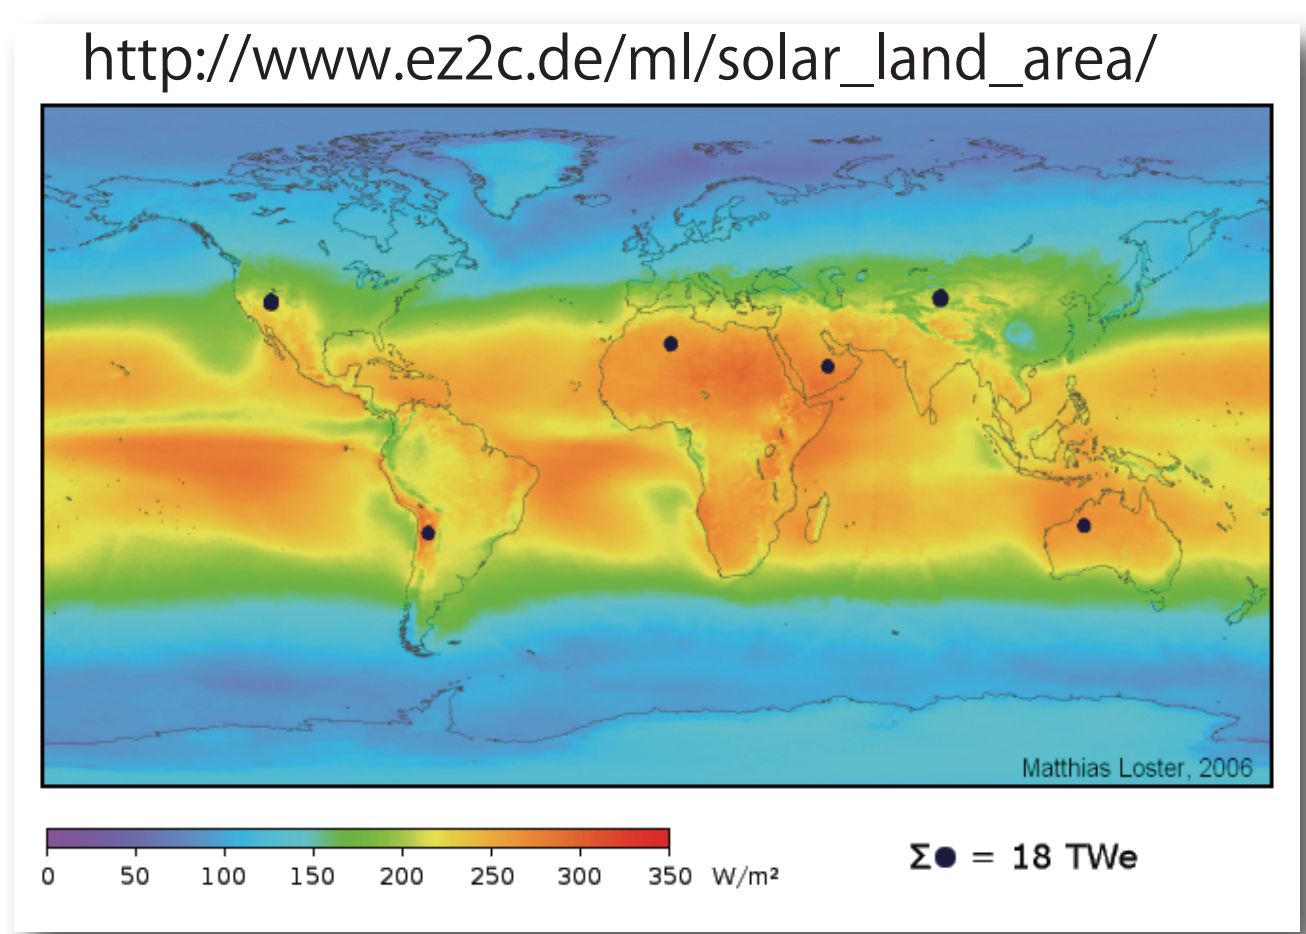 http://www.ez2c.de/ml/solar_land_area/
Matthias Loster, 2006
0 50 100 150 200 250 300 350 W/m²
Σ● = 18 TWe